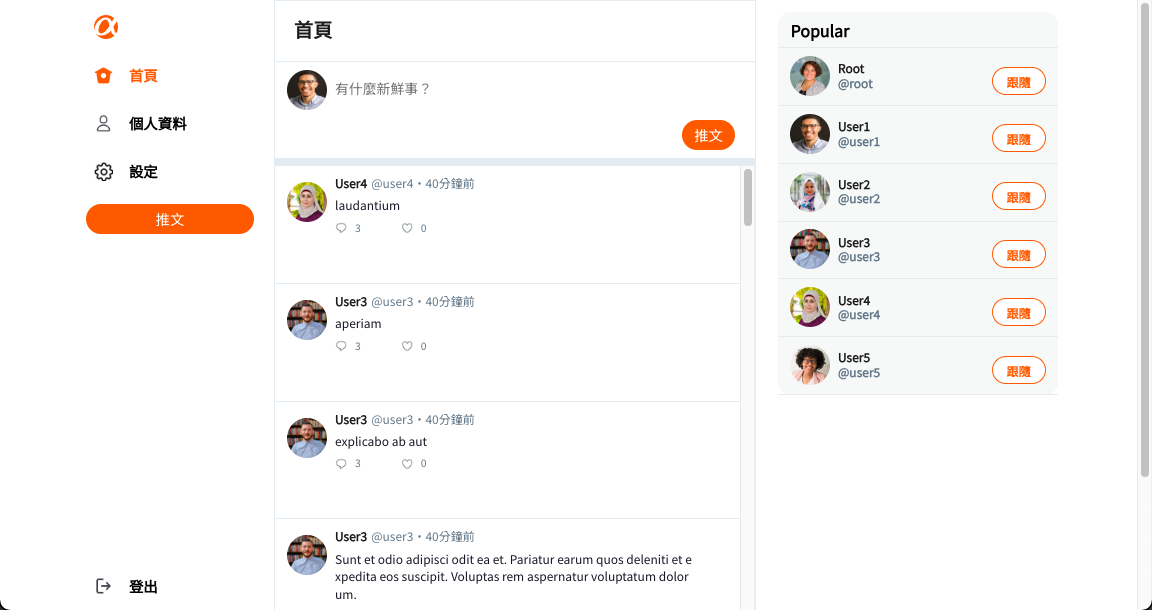 首頁
個人資料
設定
推文
登出
首頁
有什麼新鮮事？
推文
User4 @user4・40分鐘前
laudantium
3 0
User3 @user3・40分鐘前
aperiam
3 0
User3 @user3・40分鐘前
explicabo ab aut
3 0
User3 @user3・40分鐘前
Sunt et odio adipisci odit ea et. Pariatur earum quos deleniti et e
xpedita eos suscipit. Voluptas rem aspernatur voluptatum dolor
um.
Popular
Root
@root
跟隨
User1
@user1
跟隨
User2
@user2
跟隨
User3
@user3
跟隨
User4
@user4
跟隨
User5
@user5
跟隨